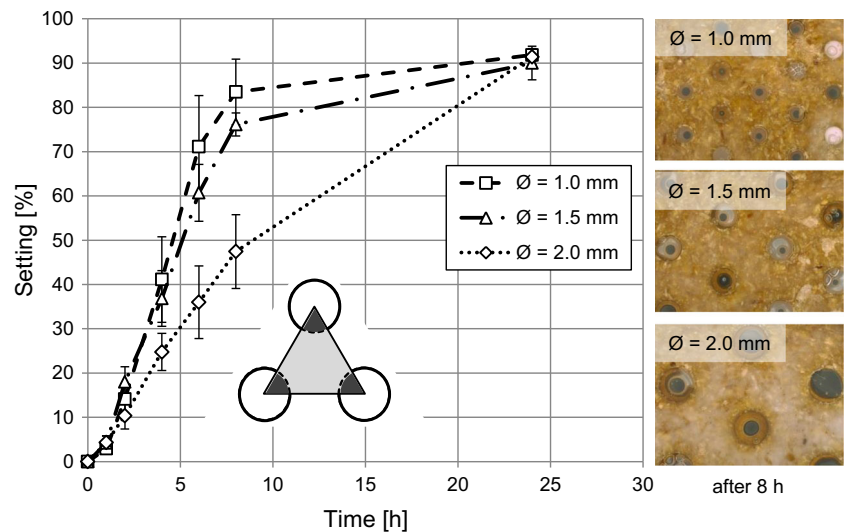 100
90
80
70
60
50
40
30
20
10
0
Setting [%]
0 5 10 15 20 25 30
Time [h]
Ø = 1.0 mm
Ø = 1.5 mm
Ø = 2.0 mm
Ø = 1.0 mm
Ø = 1.5 mm
Ø = 2.0 mm
after 8 h